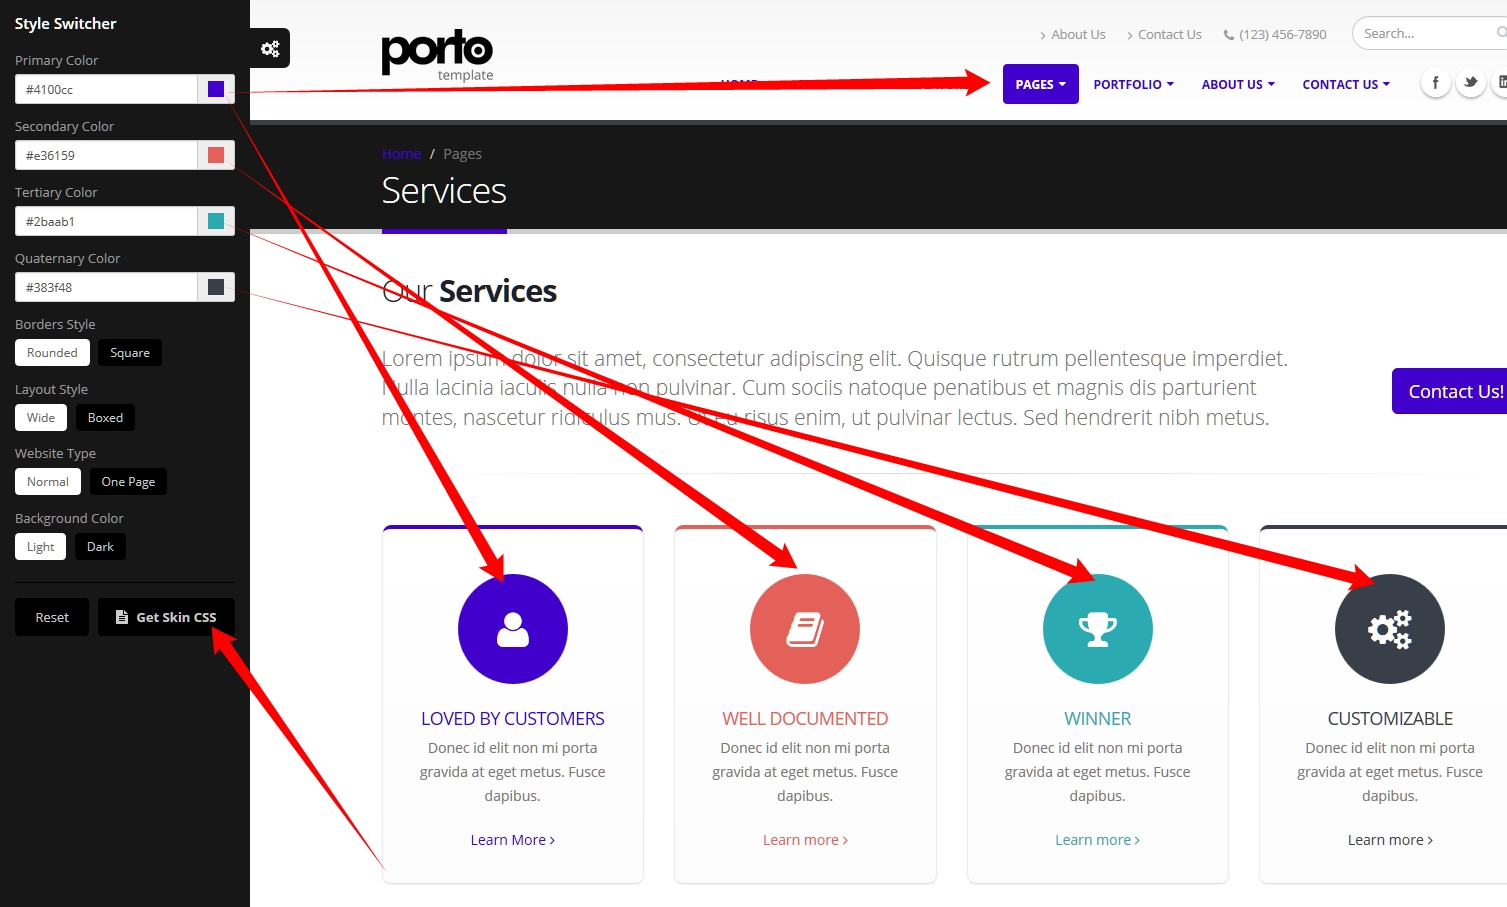 Style Switcher
Primary Color
#4100cc
Secondary Color
#e36159
Tertiary Color
#2baab1
Quaternary Color
#383f48
Borders Style
Rounded Square
Layout Style
Wide Boxed
Website Type
Normal One Page
Background Color
Light Dark
Reset Get Skin CSS
porto
template
About Us Contact Us (123) 456-7890 Search...
HOME PAGES PORTFOLIO ABOUT US CONTACT US
Home / Pages
Services
Our Services
Lorem ipsum dolor sit amet, consectetur adipiscing elit. Quisque rutrum pellentesque imperdiet.
Nulla lacinia iaculis nulla non pulvinar. Cum sociis natoque penatibus et magnis dis parturient
montes, nascetur ridiculus mus. Ut eu risus enim, ut pulvinar lectus. Sed hendrerit nibh metus.
Contact Us!
LOVED BY CUSTOMERS
Donec id elit non mi porta
gravida at eget metus. Fusce
dapibus.
Learn More
WELL DOCUMENTED
Donec id elit non mi porta
gravida at eget metus. Fusce
dapibus.
Learn more
WINNER
Donec id elit non mi porta
gravida at eget metus. Fusce
dapibus.
Learn more
CUSTOMIZABLE
Donec id elit non mi porta
gravida at eget metus. Fusce
dapibus.
Learn more